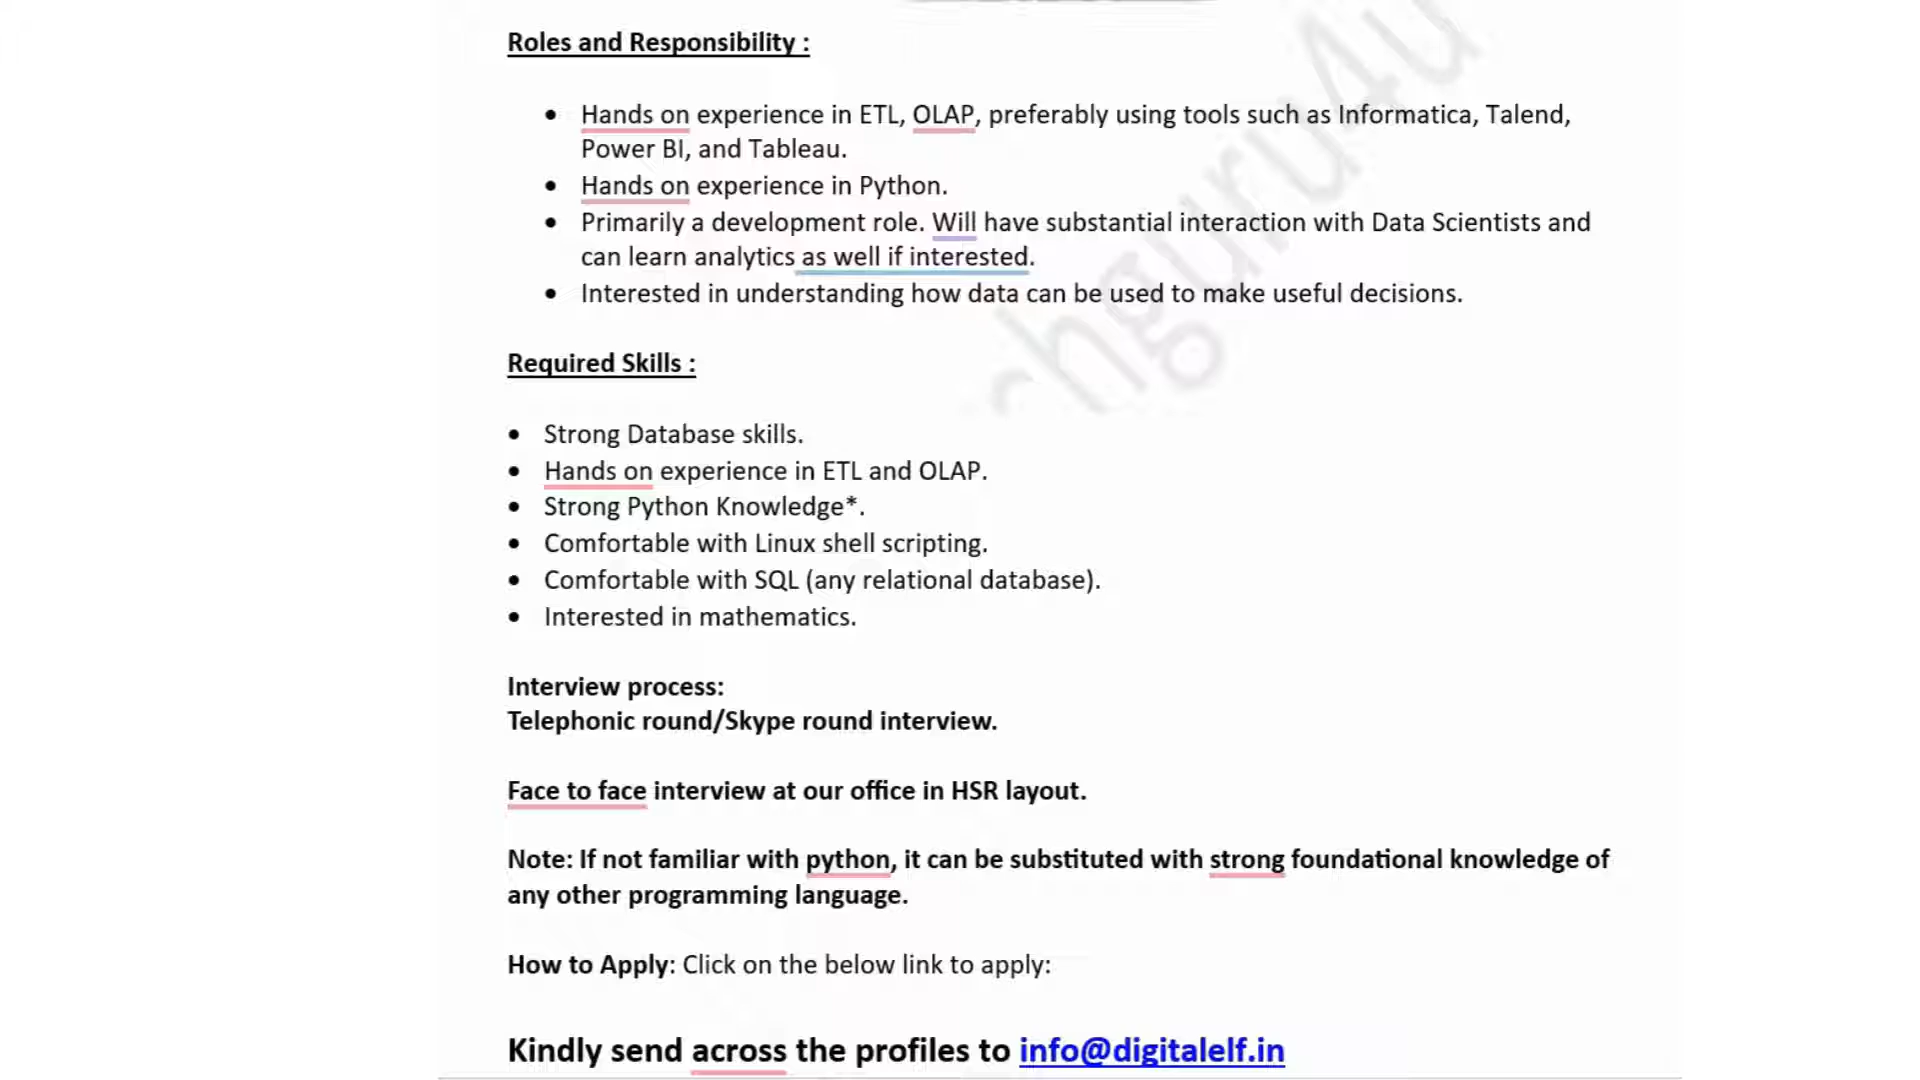 Roles and Responsibility :
• Hands on experience in ETL, OLAP, preferably using tools such as Informatica, Talend,
Power BI, and Tableau.
• Hands on experience in Python.
• Primarily a development role. Will have substantial interaction with Data Scientists and
can learn analytics as well if interested.
• Interested in understanding how data can be used to make useful decisions.
Required Skills :
• Strong Database skills.
• Hands on experience in ETL and OLAP.
• Strong Python Knowledge*.
• Comfortable with Linux shell scripting.
• Comfortable with SQL (any relational database).
• Interested in mathematics.
Interview process:
Telephonic round/Skype round interview.
Face to face interview at our office in HSR layout.
Note: If not familiar with python, it can be substituted with strong foundational knowledge of
any other programming language.
How to Apply: Click on the below link to apply:
Kindly send across the profiles to info@digitalelf.in